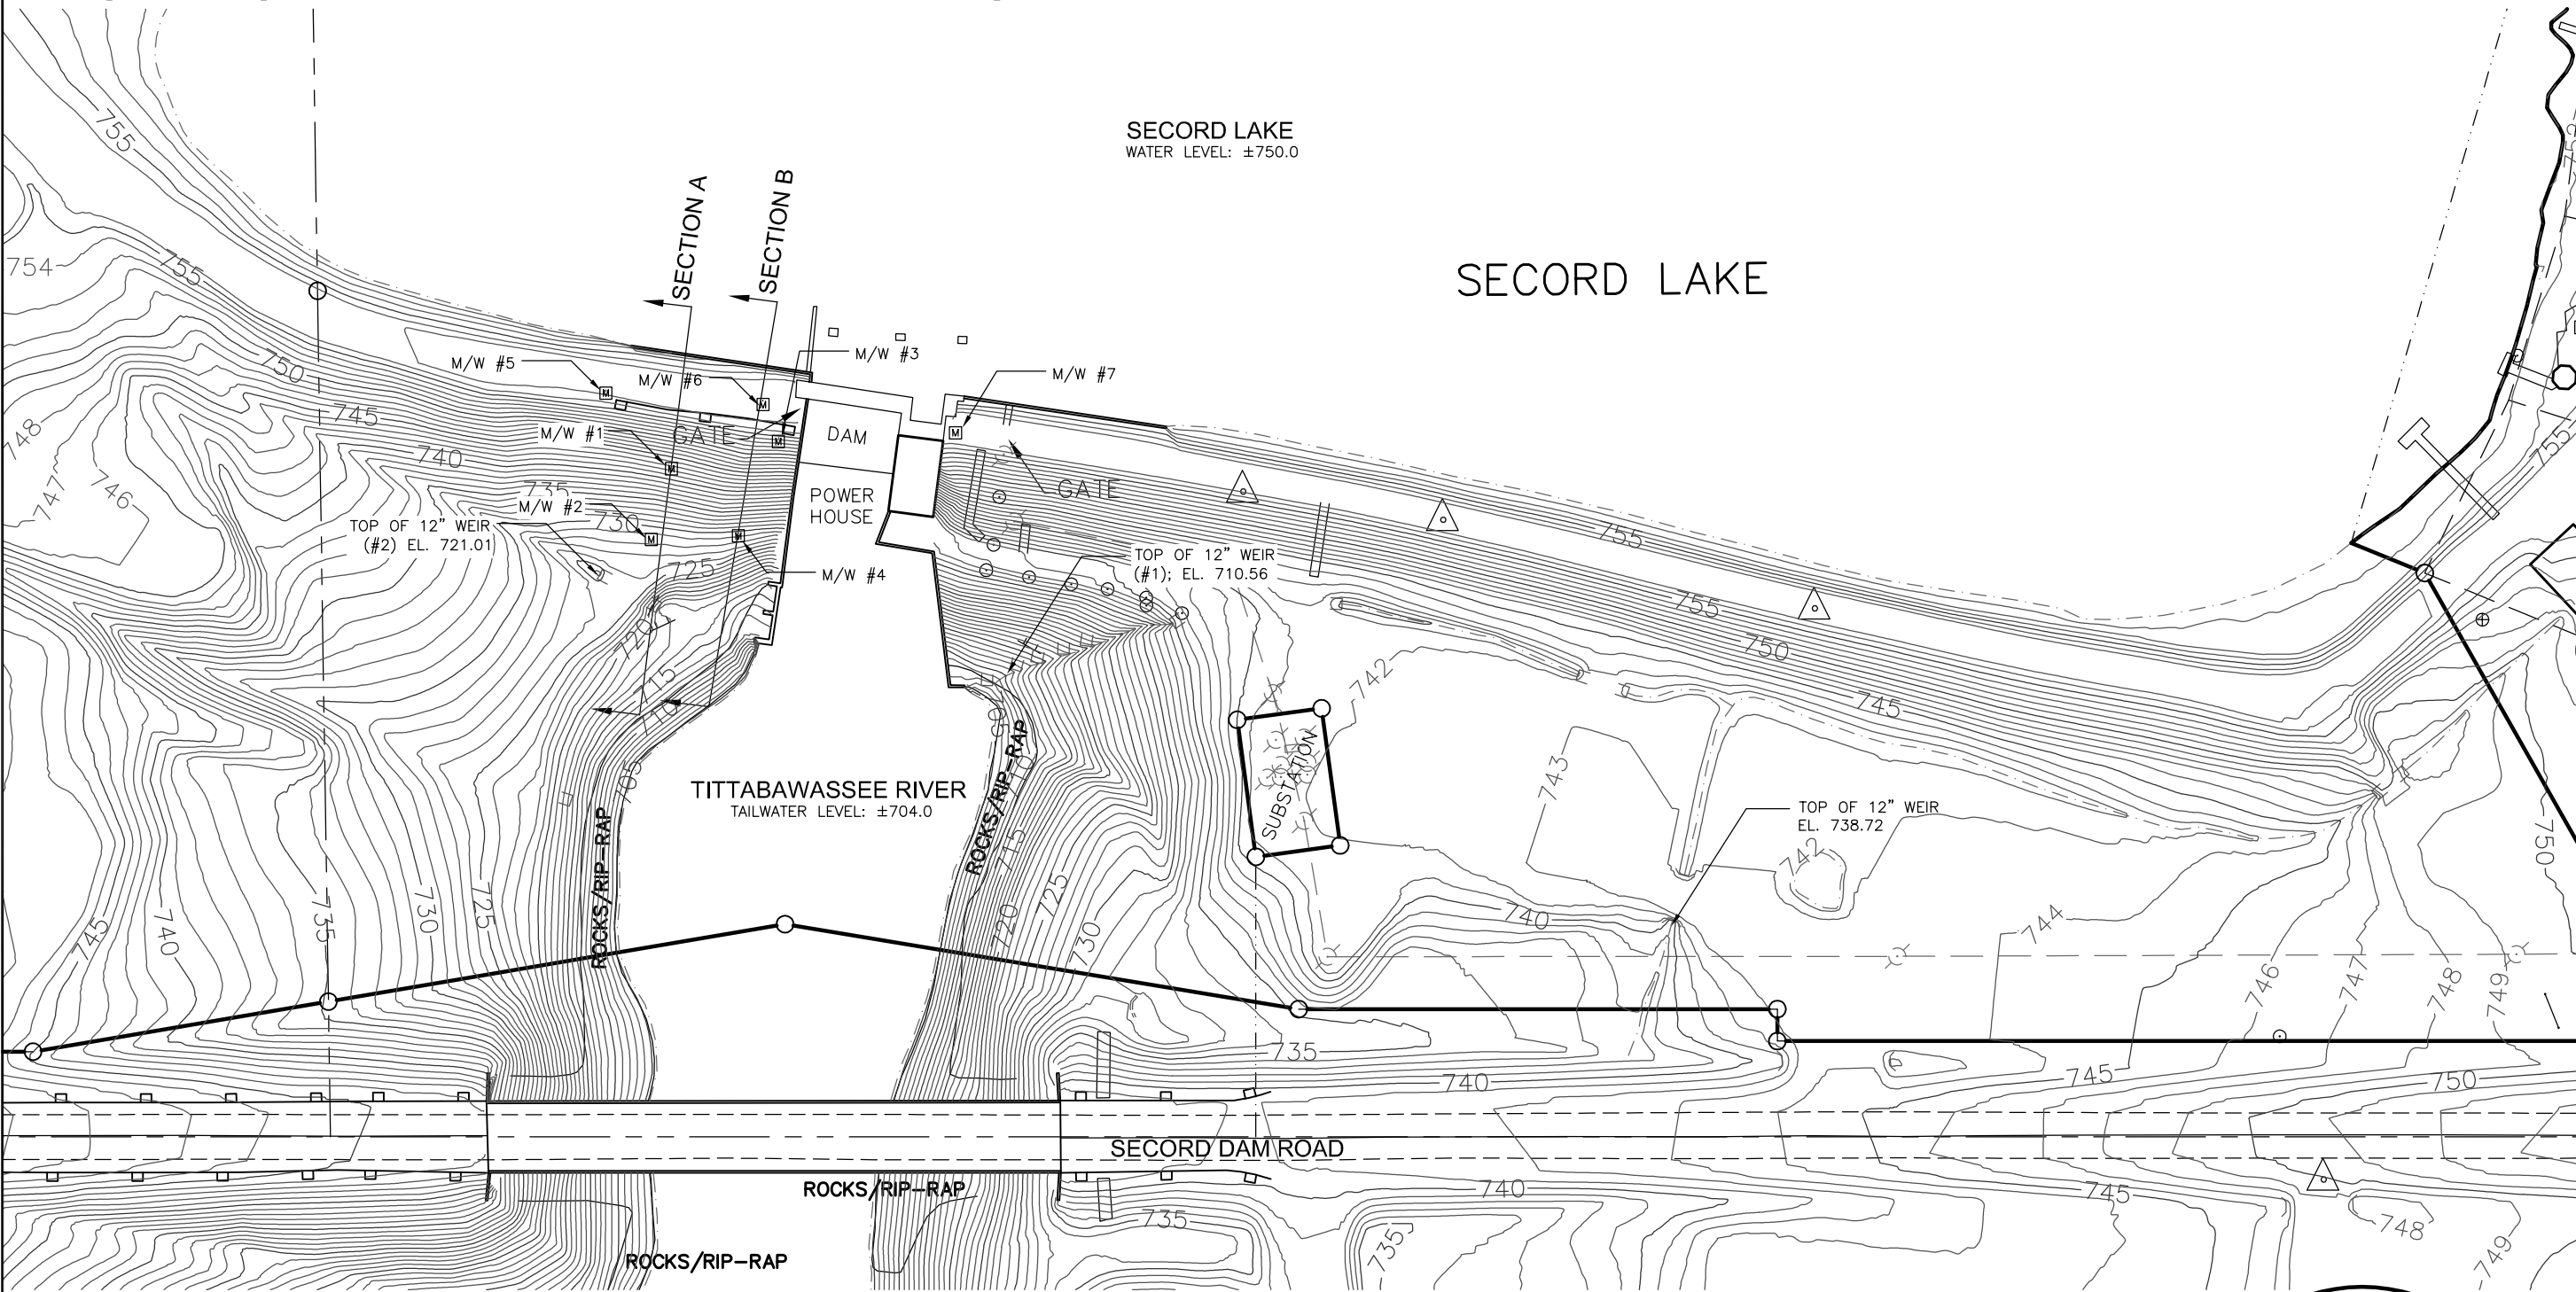 SECORD LAKE
WATER LEVEL: ±750.0
SECORD LAKE
755
754
755
750
748
747
746
745
740
735
730
725
720
715
SECTION A
SECTION B
M/W #5
M/W #6
M/W #3
M/W #7
M/W #1
GATE
DAM
GATE
M/W #2
POWER
HOUSE
TOP OF 12" WEIR
(#2) EL. 721.01
M/W #4
TOP OF 12" WEIR
(#1); EL. 710.56
755
755
755
750
745
742
743
SUBSTATION
TITTABAWASSEE RIVER
TAILWATER LEVEL: ±704.0
705
ROCKS/RIP-RAP
ROCKS/RIP-RAP
710
715
720
725
730
TOP OF 12" WEIR
EL. 738.72
742
740
744
746
747
748
749
750
745
740
735
730
725
735
740
745
750
SECORD DAM ROAD
ROCKS/RIP-RAP
ROCKS/RIP-RAP
740
735
735
745
748
749